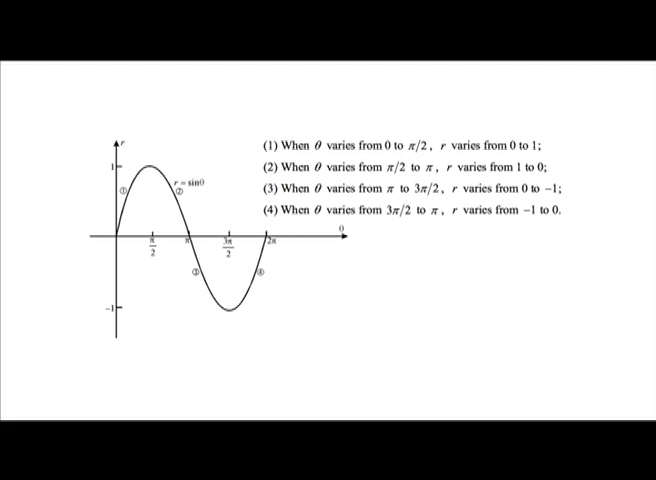 r
(1) When θ varies from 0 to π/2, r varies from 0 to 1;
1
(2) When θ varies from π/2 to π, r varies from 1 to 0;
r = sinθ
① ②
(3) When θ varies from π to 3π/2, r varies from 0 to −1;
(4) When θ varies from 3π/2 to π, r varies from −1 to 0.
θ
π/2 π 3π/2 2π
③ ④
−1